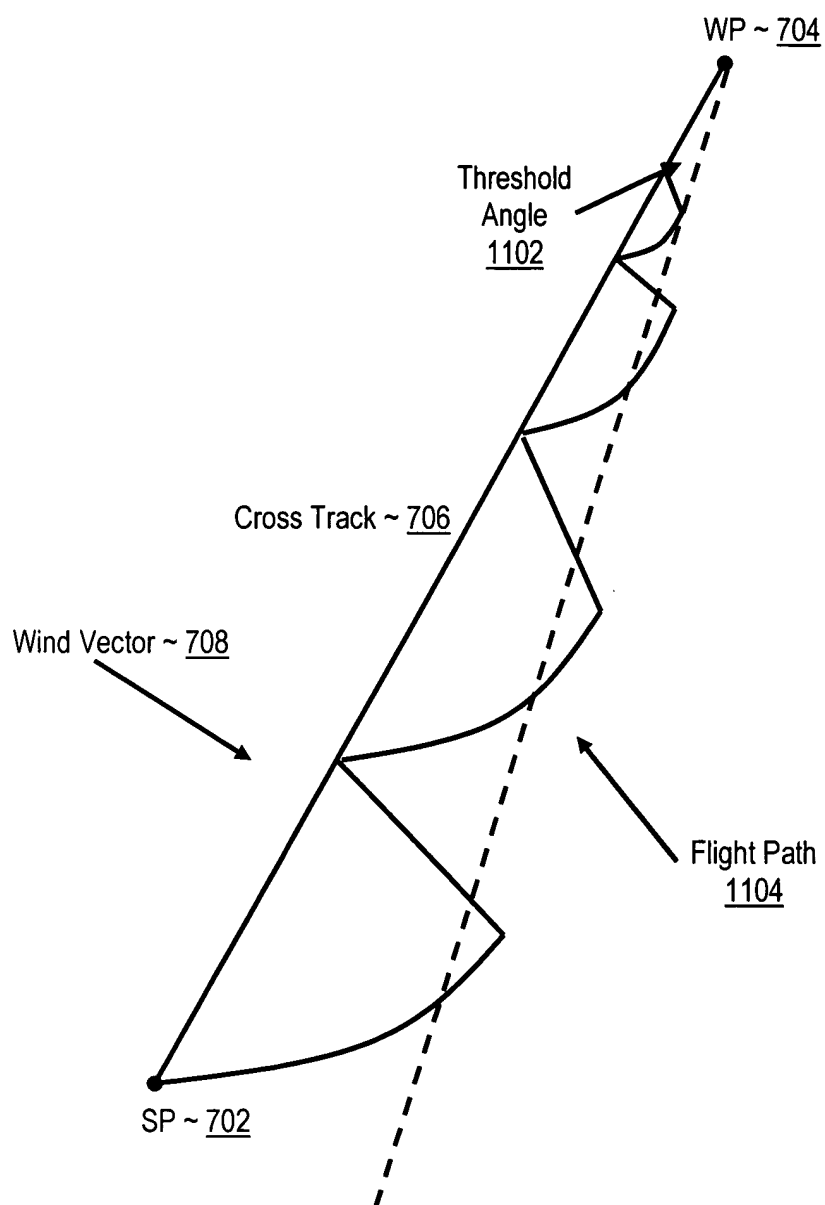 WP ~ 704
Threshold
Angle
1102
Cross Track ~ 706
Wind Vector ~ 708
Flight Path
1104
SP ~ 702